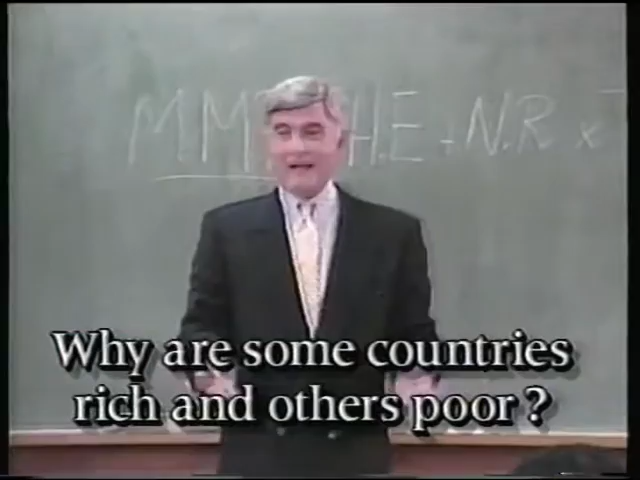 M.M H.E + N.R x T
Why are some countries
rich and others poor?